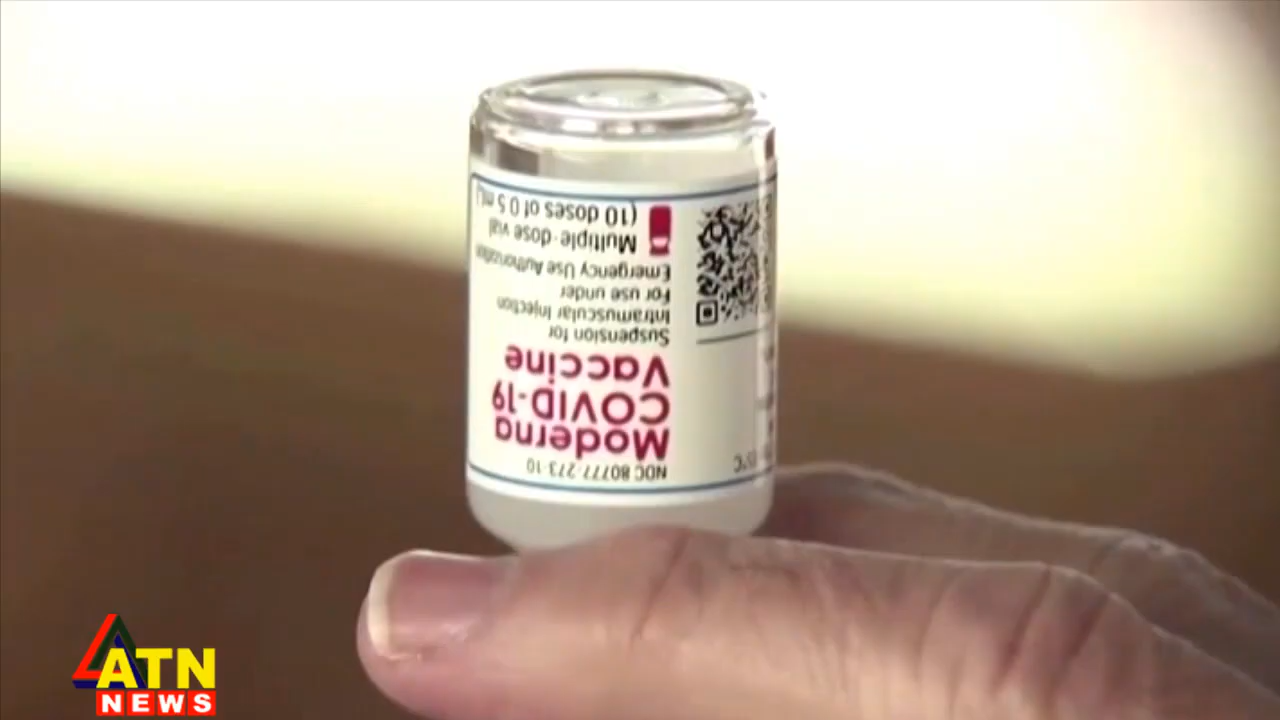 NDC 80777-273-10
Moderna
COVID-19
Vaccine
Suspension for
Intramuscular Injection
For use under
Emergency Use Authorization
Multiple-dose vial
(10 doses of 0.5 mL)
ATN
NEWS